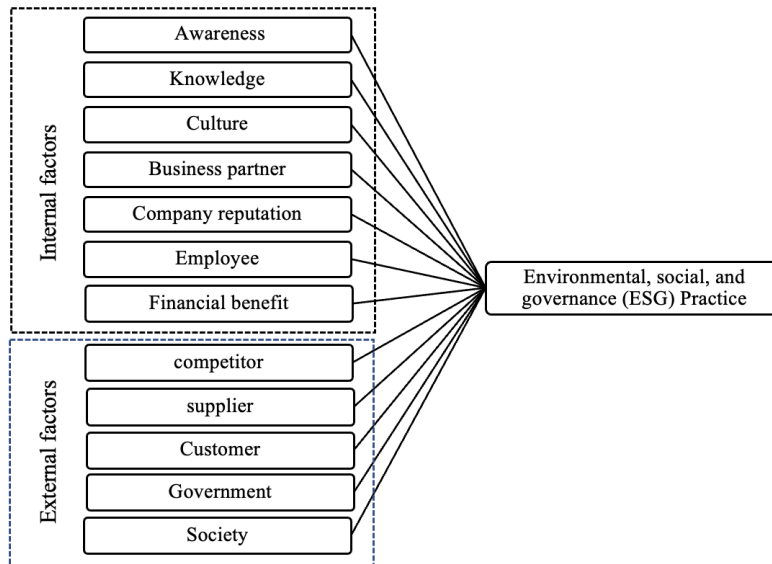 Internal factors
Awareness
Knowledge
Culture
Business partner
Company reputation
Employee
Financial benefit
External factors
competitor
supplier
Customer
Government
Society
Environmental, social, and
governance (ESG) Practice